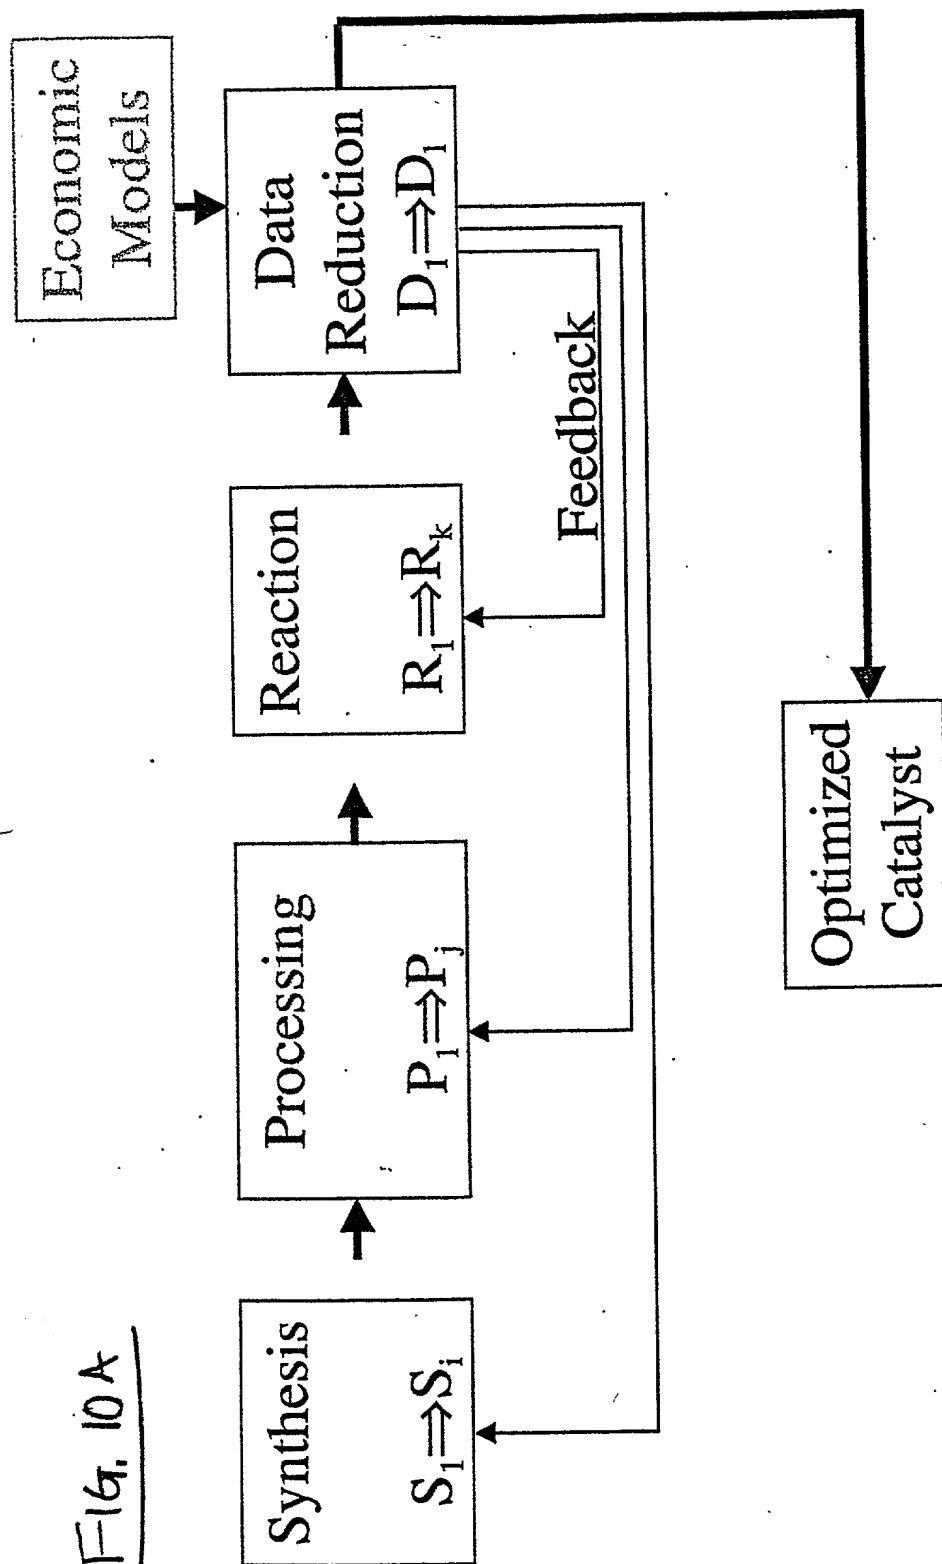 FIG. 10A
Economic
Models
Synthesis
S₁⇒Sᵢ
Processing
P₁⇒Pⱼ
Reaction
R₁⇒Rₖ
Data
Reduction
D₁⇒D₁
Feedback
Optimized
Catalyst